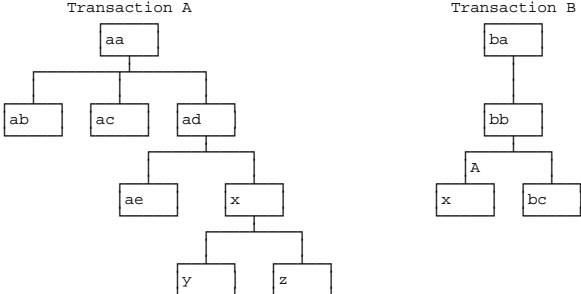 Transaction A
Transaction B
aa
ba
ab
ac
ad
bb
A
ae
x
x
bc
y
z